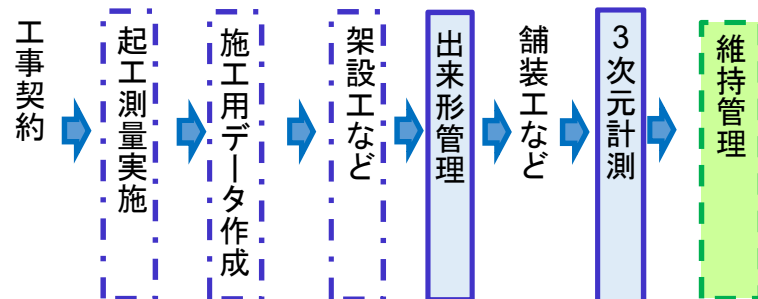 工事契約
起工測量実施
施工用データ作成
架設工など
出来形管理
舗装工など
3次元計測
維持管理